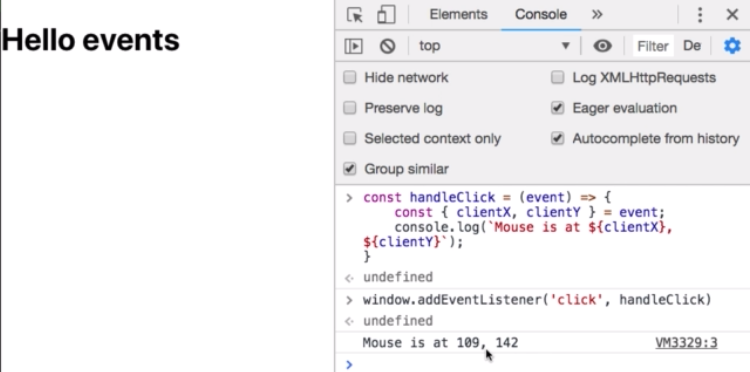 Hello events
Elements Console »
top Filter De
Hide network Log XMLHttpRequests
Preserve log Eager evaluation
Selected context only Autocomplete from history
Group similar
> const handleClick = (event) => {
const { clientX, clientY } = event;
console.log(`Mouse is at ${clientX},
${clientY}`);
}
undefined
> window.addEventListener('click', handleClick)
undefined
Mouse is at 109, 142 VM3329:3
>